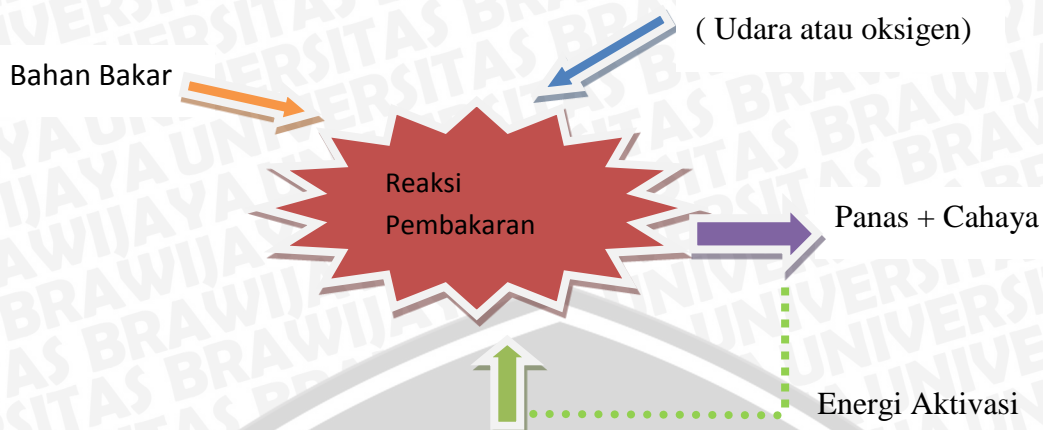 ( Udara atau oksigen)
Bahan Bakar
Reaksi
Pembakaran
Panas + Cahaya
Energi Aktivasi